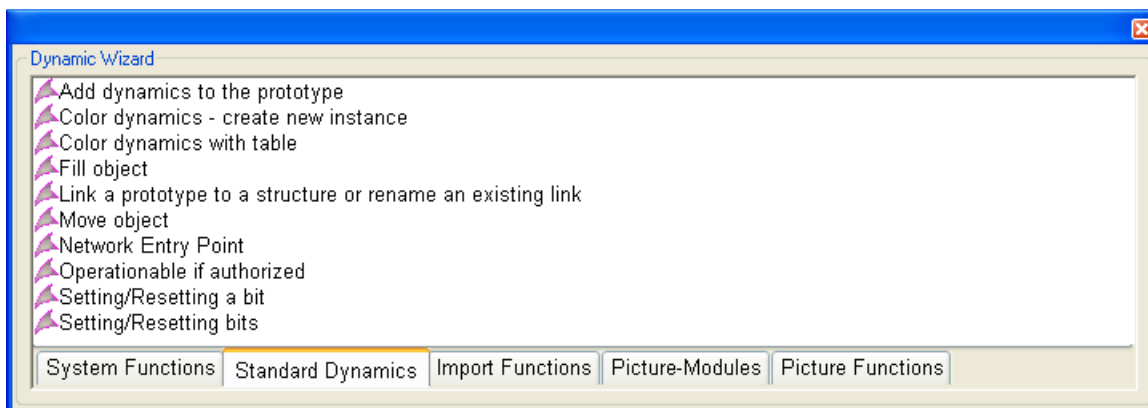 Dynamic Wizard
Add dynamics to the prototype
Color dynamics - create new instance
Color dynamics with table
Fill object
Link a prototype to a structure or rename an existing link
Move object
Network Entry Point
Operationable if authorized
Setting/Resetting a bit
Setting/Resetting bits
System Functions Standard Dynamics Import Functions Picture-Modules Picture Functions